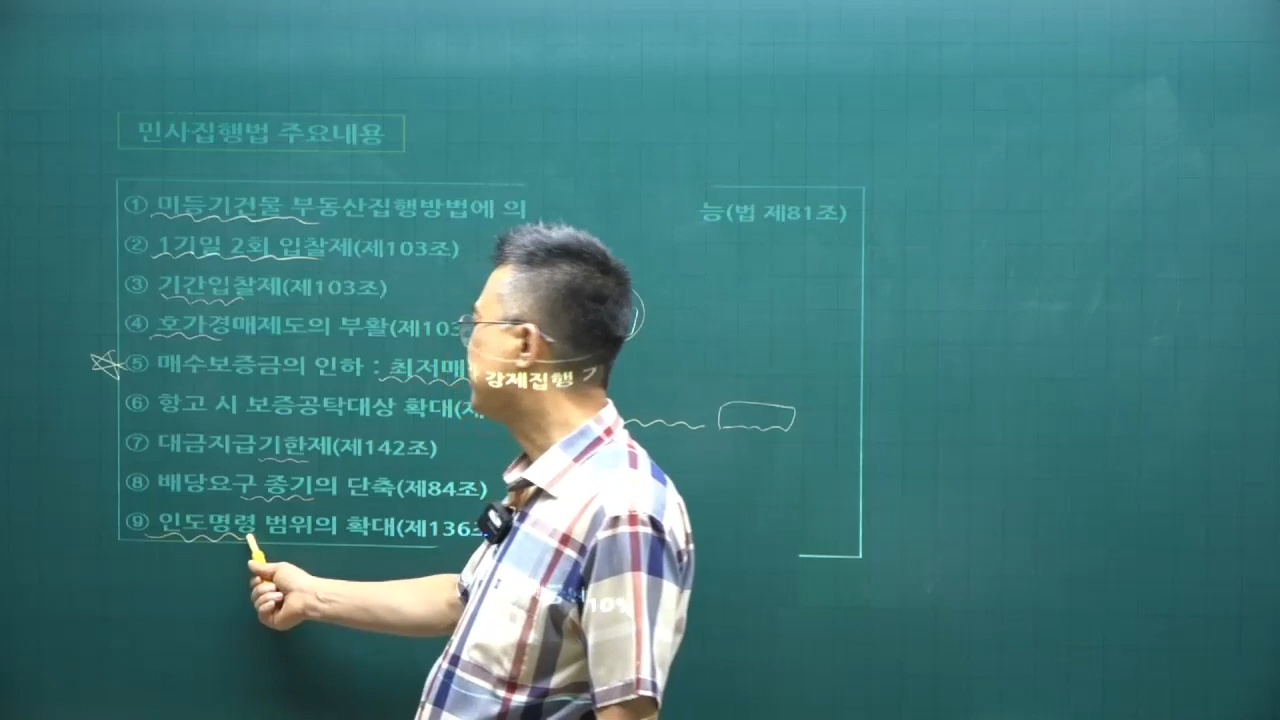 민사집행법 주요내용
① 미등기건물 부동산집행방법에 의 능(법 제81조)
② 1기일 2회 입찰제(제103조)
③ 기간입찰제(제103조)
④ 호가경매제도의 부활(제103
⑤ 매수보증금의 인하 : 최저매
강제집행
⑥ 항고 시 보증공탁대상 확대(제
⑦ 대금지급기한제(제142조)
⑧ 배당요구 종기의 단축(제84조)
⑨ 인도명령 범위의 확대(제136조
10%